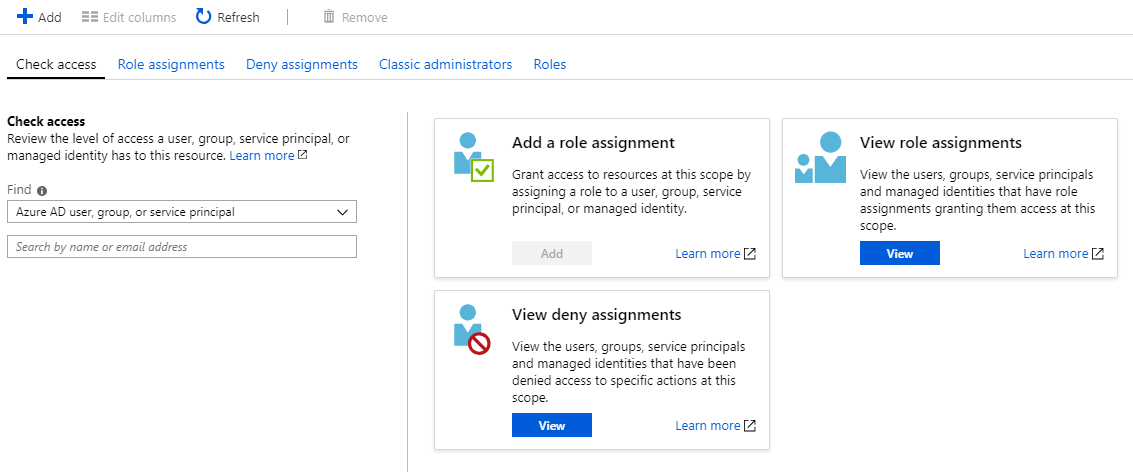 Add Edit columns Refresh Remove
Check access Role assignments Deny assignments Classic administrators Roles
Check access
Review the level of access a user, group, service principal, or
managed identity has to this resource. Learn more
Find
Azure AD user, group, or service principal
Search by name or email address
Add a role assignment
Grant access to resources at this scope by
assigning a role to a user, group, service
principal, or managed identity.
Add Learn more
View role assignments
View the users, groups, service principals
and managed identities that have role
assignments granting them access at this
scope.
View Learn more
View deny assignments
View the users, groups, service principals
and managed identities that have been
denied access to specific actions at this
scope.
View Learn more